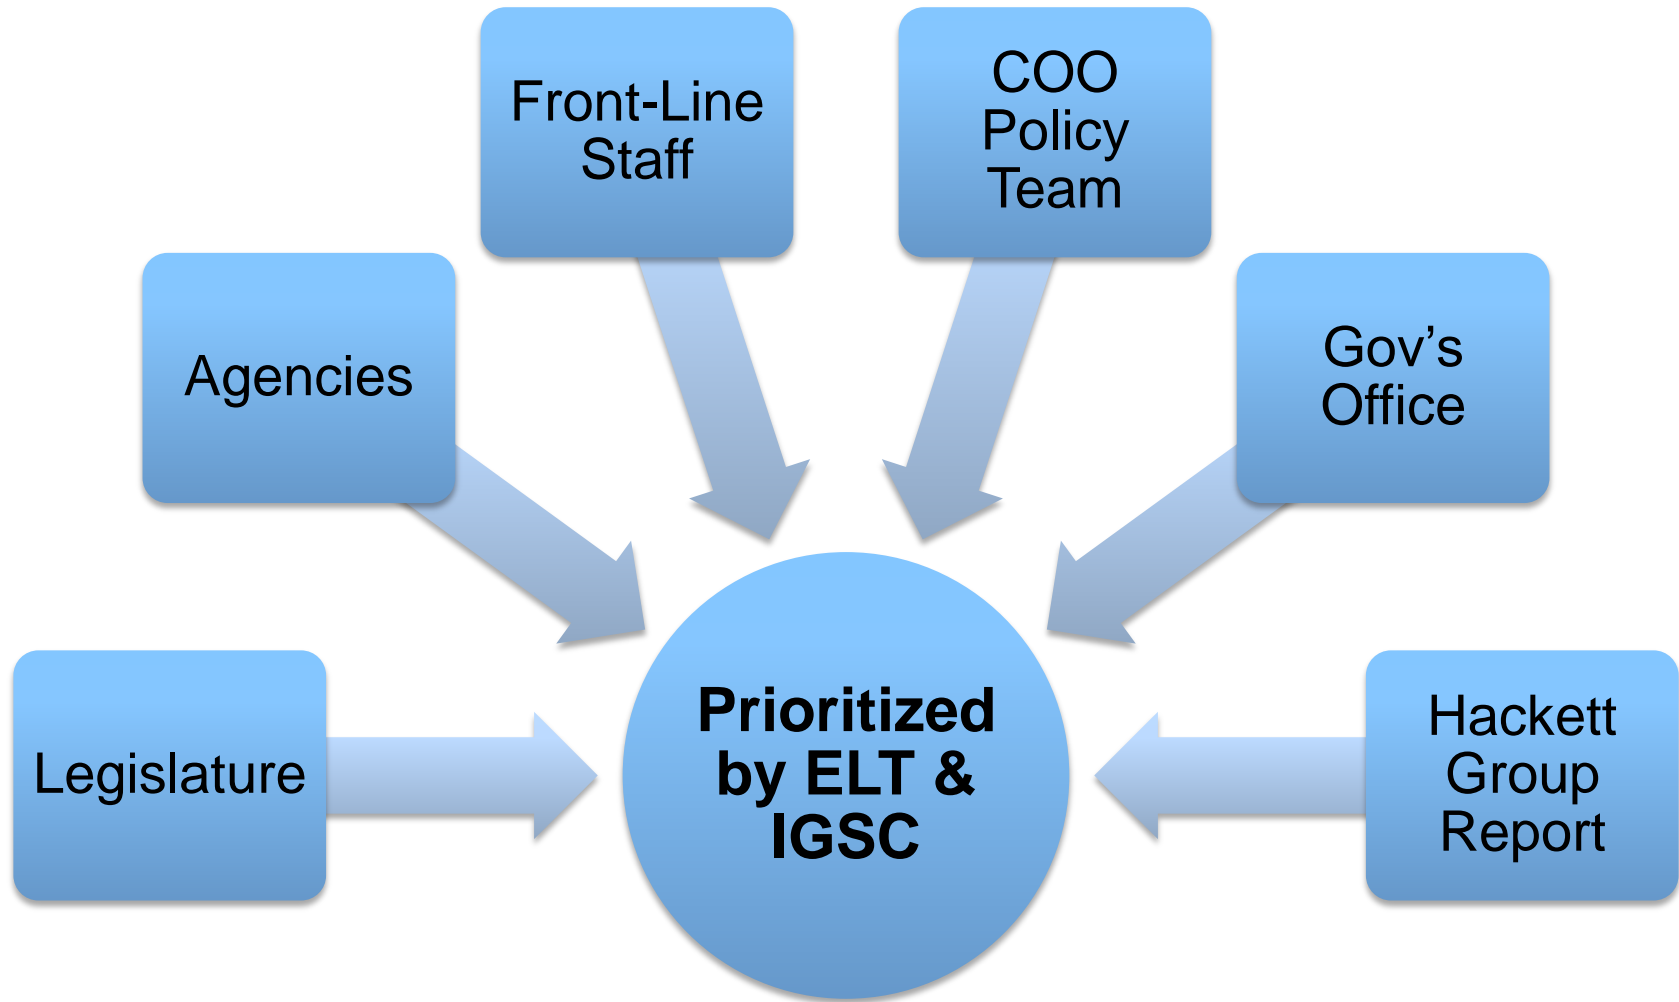 Front-Line
Staff
COO
Policy
Team
Agencies
Gov’s
Office
Legislature
Prioritized
by ELT &
IGSC
Hackett
Group
Report